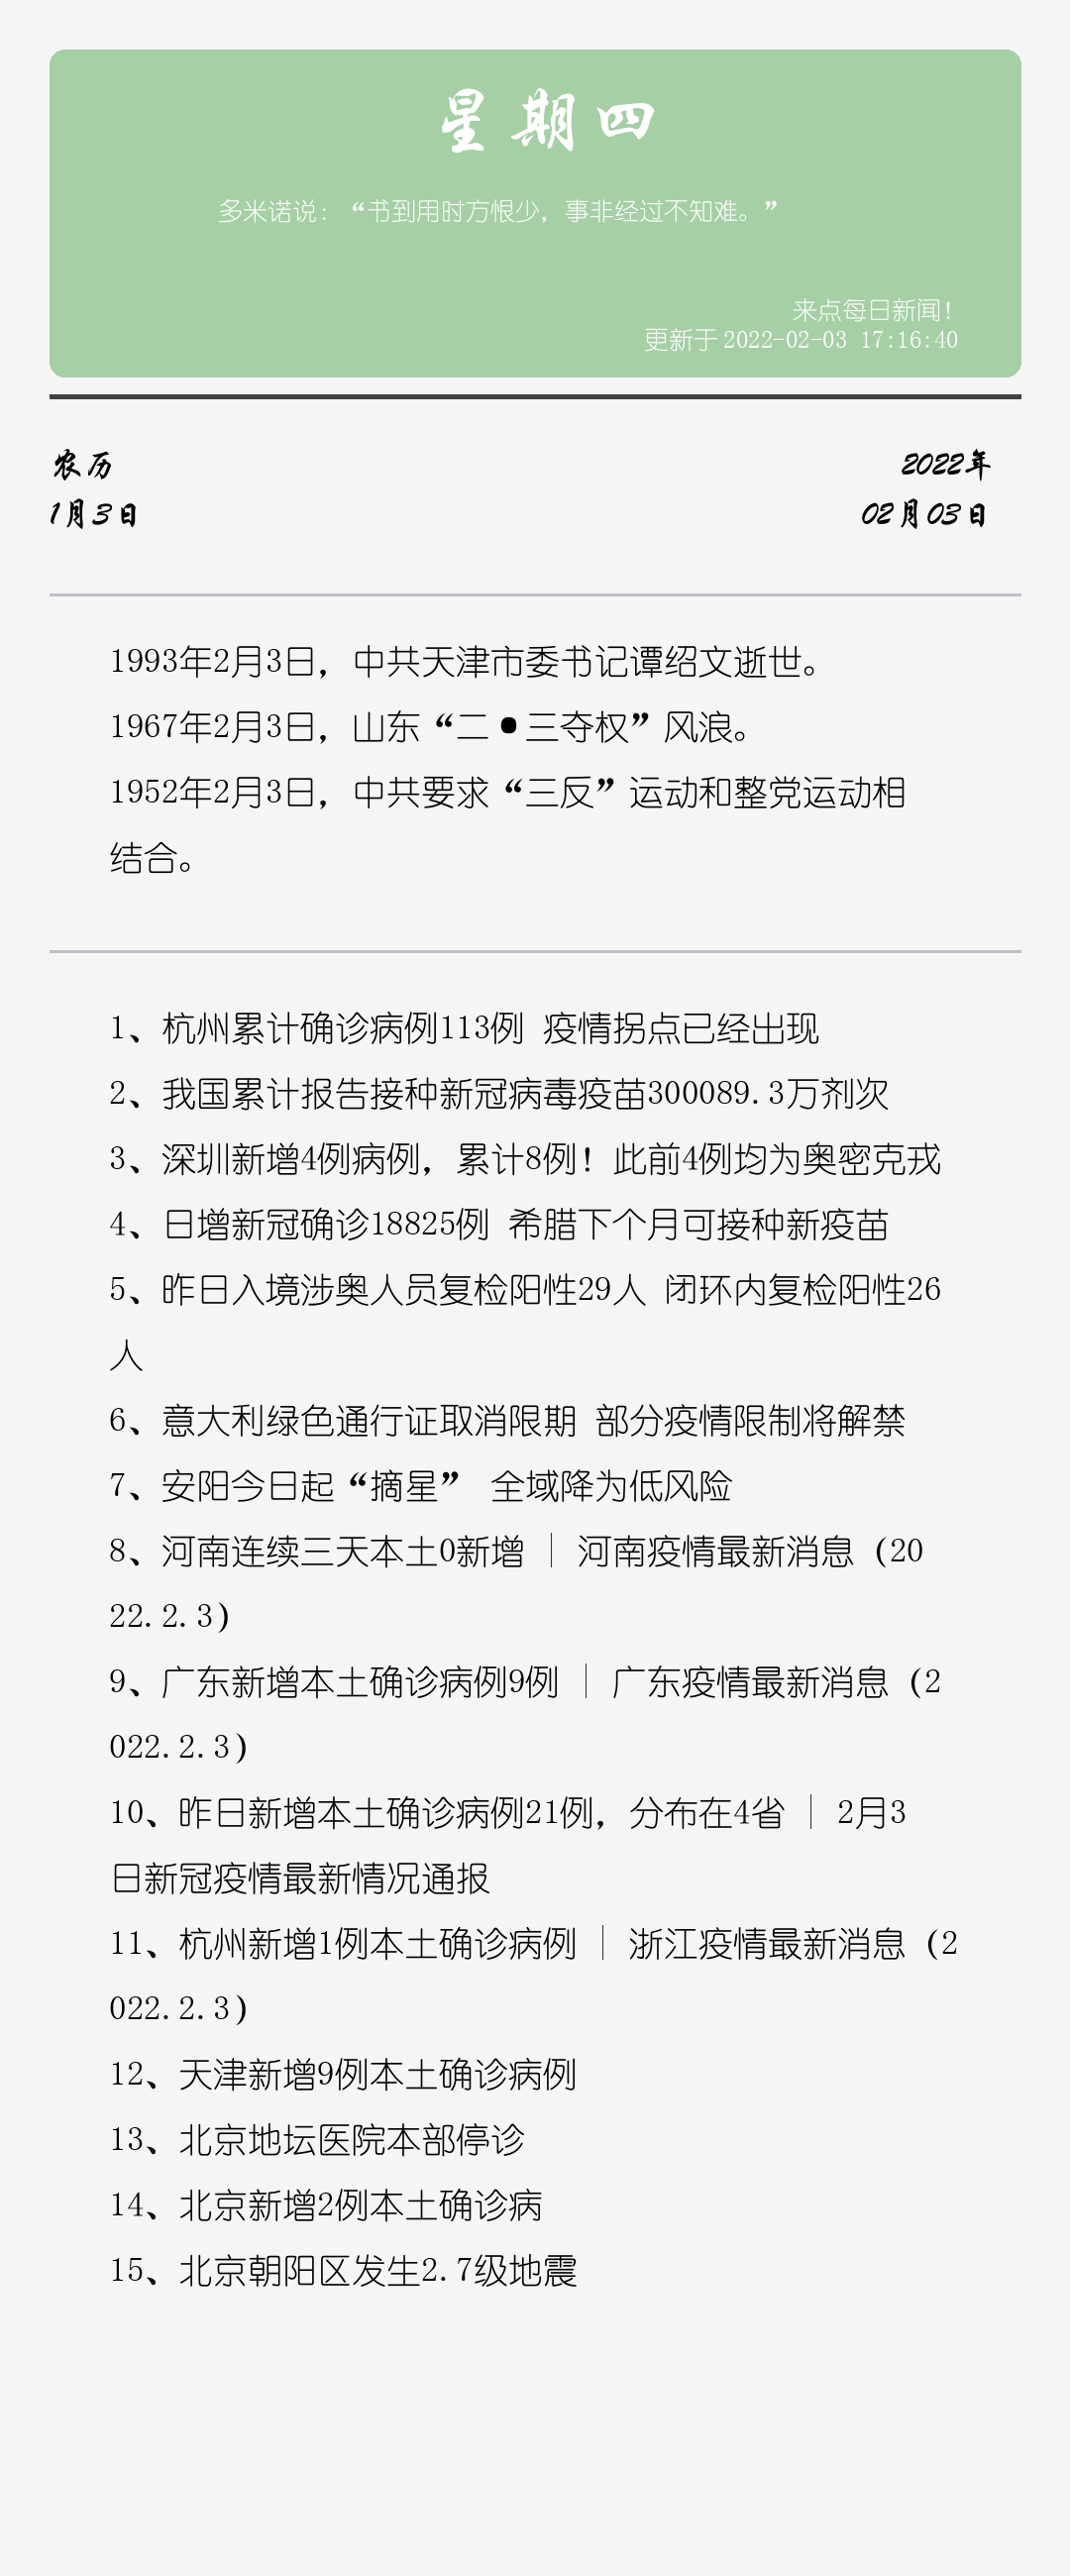 星期四
多米诺说：“书到用时方恨少，事非经过不知难。”
来点每日新闻！
更新于 2022-02-03 17:16:40
农历
2022年
1月3日
02月03日
1993年2月3日，中共天津市委书记谭绍文逝世。
1967年2月3日，山东“二•三夺权”风浪。
1952年2月3日，中共要求“三反”运动和整党运动相
结合。
1、杭州累计确诊病例113例 疫情拐点已经出现
2、我国累计报告接种新冠病毒疫苗300089.3万剂次
3、深圳新增4例病例，累计8例！此前4例均为奥密克戎
4、日增新冠确诊18825例 希腊下个月可接种新疫苗
5、昨日入境涉奥人员复检阳性29人 闭环内复检阳性26
人
6、意大利绿色通行证取消限期 部分疫情限制将解禁
7、安阳今日起“摘星” 全域降为低风险
8、河南连续三天本土0新增 | 河南疫情最新消息（20
22.2.3）
9、广东新增本土确诊病例9例 | 广东疫情最新消息（2
022.2.3）
10、昨日新增本土确诊病例21例，分布在4省 | 2月3
日新冠疫情最新情况通报
11、杭州新增1例本土确诊病例 | 浙江疫情最新消息（2
022.2.3）
12、天津新增9例本土确诊病例
13、北京地坛医院本部停诊
14、北京新增2例本土确诊病
15、北京朝阳区发生2.7级地震